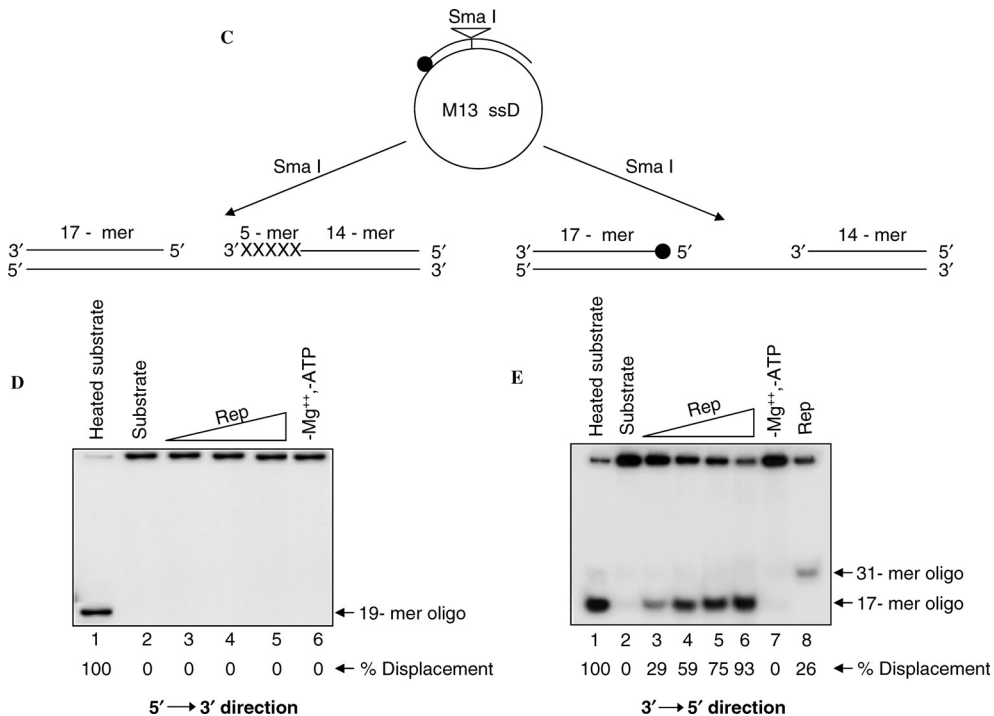 C
Sma I
M13 ssD
Sma I
Sma I
17 - mer
5 - mer
14 - mer
3′
5′
3′XXXXX
5′
5′
3′
17 - mer
14 - mer
3′
5′
3′
5′
5′
3′
D
Heated substrate
Substrate
Rep
-Mg++,-ATP
19- mer oligo
1 2 3 4 5 6
100 0 0 0 0 0 % Displacement
5′ → 3′ direction
E
Heated substrate
Substrate
Rep
-Mg++,-ATP
Rep
31- mer oligo
17- mer oligo
1 2 3 4 5 6 7 8
100 0 29 59 75 93 0 26 % Displacement
3′ → 5′ direction